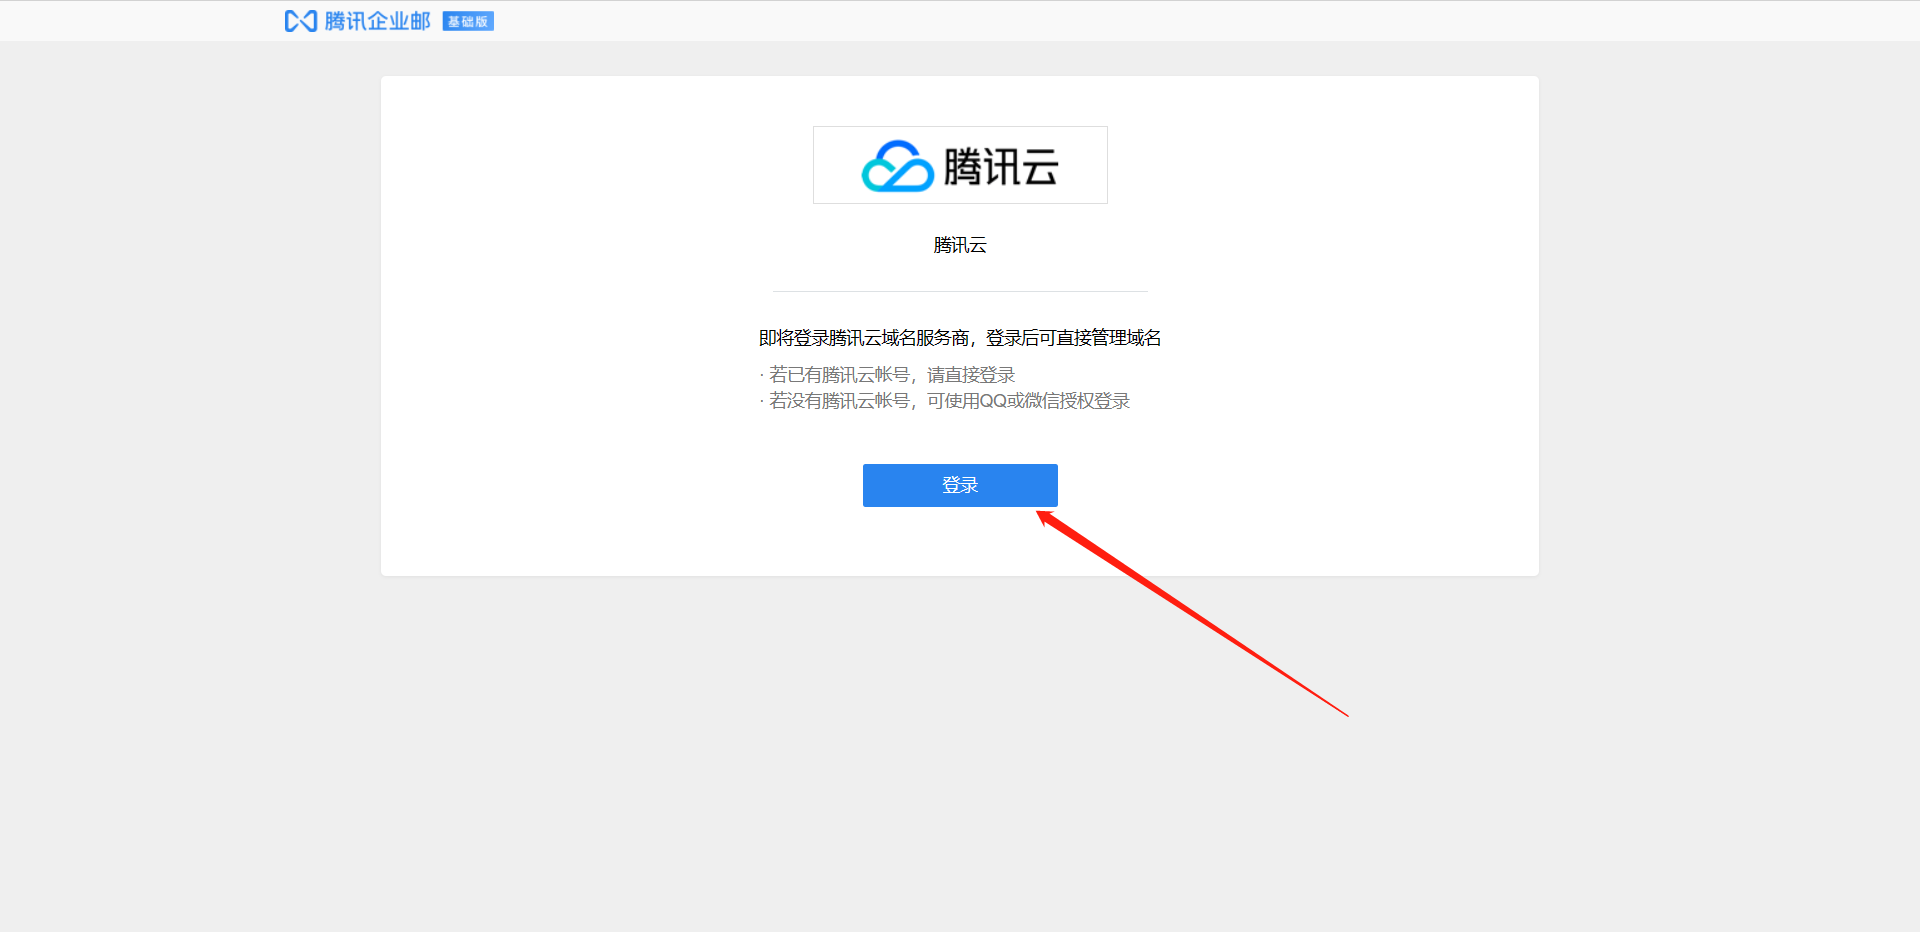 腾讯企业邮 基础版
腾讯云
腾讯云
即将登录腾讯云域名服务商，登录后可直接管理域名
· 若已有腾讯云帐号，请直接登录
· 若没有腾讯云帐号，可使用QQ或微信授权登录
登录